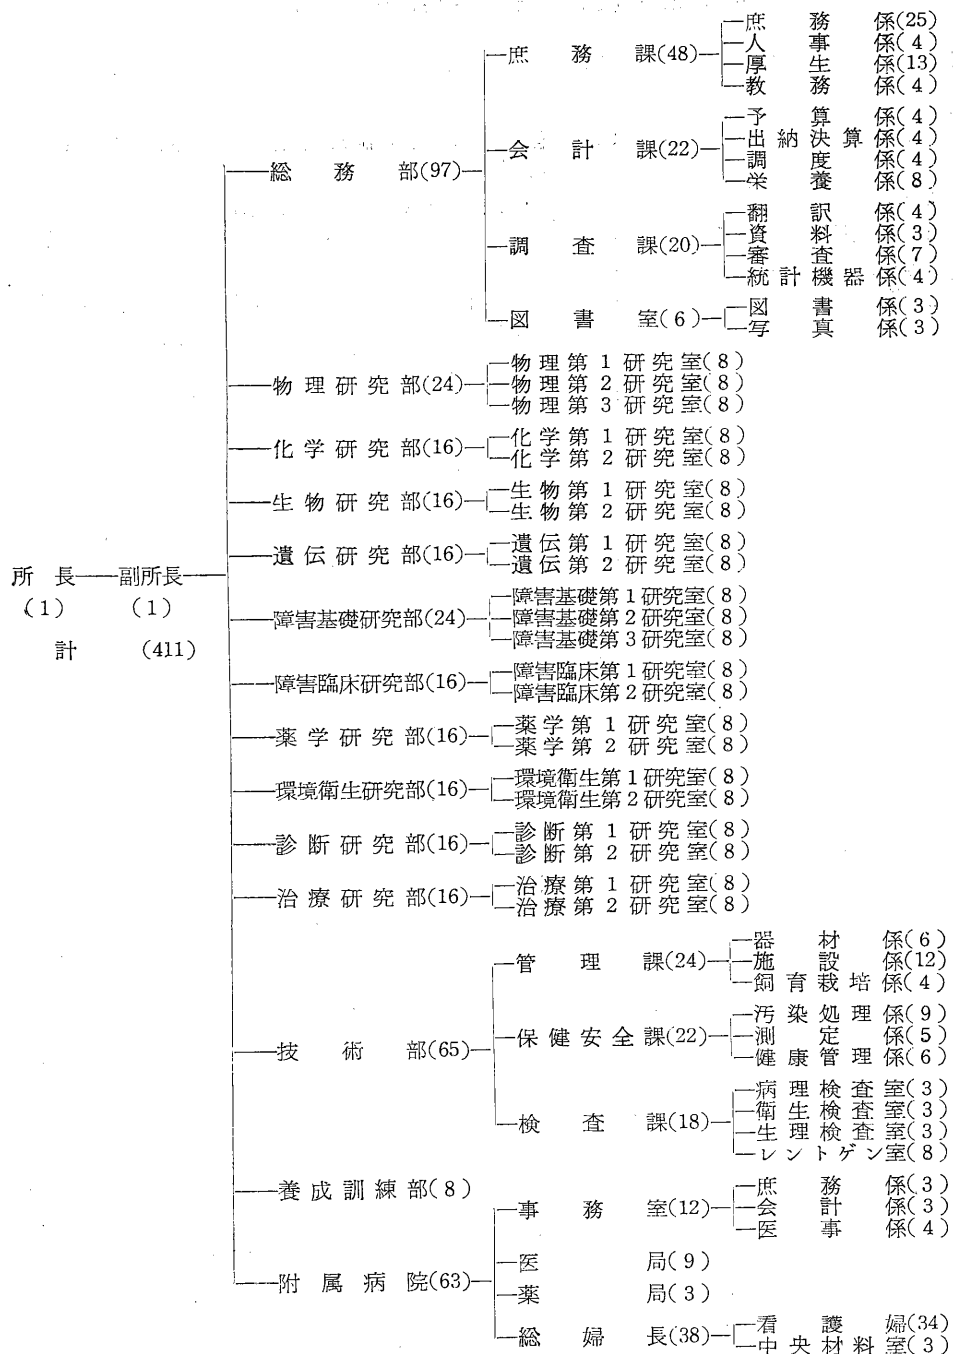 所長(1)
副所長(1)
計(411)
総務部(97)
庶務課(48)
庶務係(25)
人事係(4)
厚生係(13)
教務係(4)
会計課(22)
予算係(4)
出納決算係(4)
調度係(4)
栄養係(8)
調査課(20)
翻訳係(4)
資料係(3)
審査係(7)
統計機器係(4)
図書室(6)
図書係(3)
写真係(3)
物理研究部(24)
物理第1研究室(8)
物理第2研究室(8)
物理第3研究室(8)
化学研究部(16)
化学第1研究室(8)
化学第2研究室(8)
生物研究部(16)
生物第1研究室(8)
生物第2研究室(8)
遺伝研究部(16)
遺伝第1研究室(8)
遺伝第2研究室(8)
障害基礎研究部(24)
障害基礎第1研究室(8)
障害基礎第2研究室(8)
障害基礎第3研究室(8)
障害臨床研究部(16)
障害臨床第1研究室(8)
障害臨床第2研究室(8)
薬学研究部(16)
薬学第1研究室(8)
薬学第2研究室(8)
環境衛生研究部(16)
環境衛生第1研究室(8)
環境衛生第2研究室(8)
診断研究部(16)
診断第1研究室(8)
診断第2研究室(8)
治療研究部(16)
治療第1研究室(8)
治療第2研究室(8)
技術部(65)
管理課(24)
器材係(6)
施設係(12)
飼育栽培係(4)
保健安全課(22)
汚染処理係(9)
測定係(5)
健康管理係(6)
検査課(18)
病理検査室(3)
衛生検査室(3)
生理検査室(3)
レントゲン室(8)
養成訓練部(8)
附属病院(63)
事務室(12)
庶務係(3)
会計係(3)
医事係(4)
医局(9)
薬局(3)
総婦長(38)
看護婦(34)
中央材料室(3)